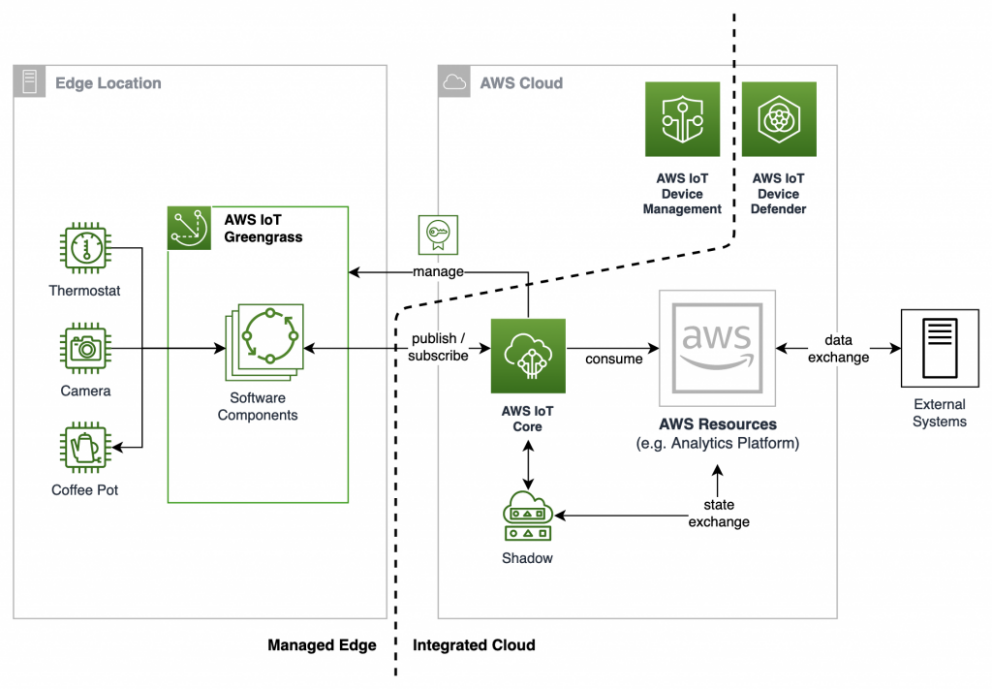 Edge Location
AWS Cloud
AWS IoT
Device
Management
AWS IoT
Device
Defender
AWS IoT
Greengrass
Thermostat
Camera
Coffee Pot
Software
Components
manage
publish /
subscribe
AWS IoT
Core
consume
aws
AWS Resources
(e.g. Analytics Platform)
data
exchange
External
Systems
state
exchange
Shadow
Managed Edge
Integrated Cloud